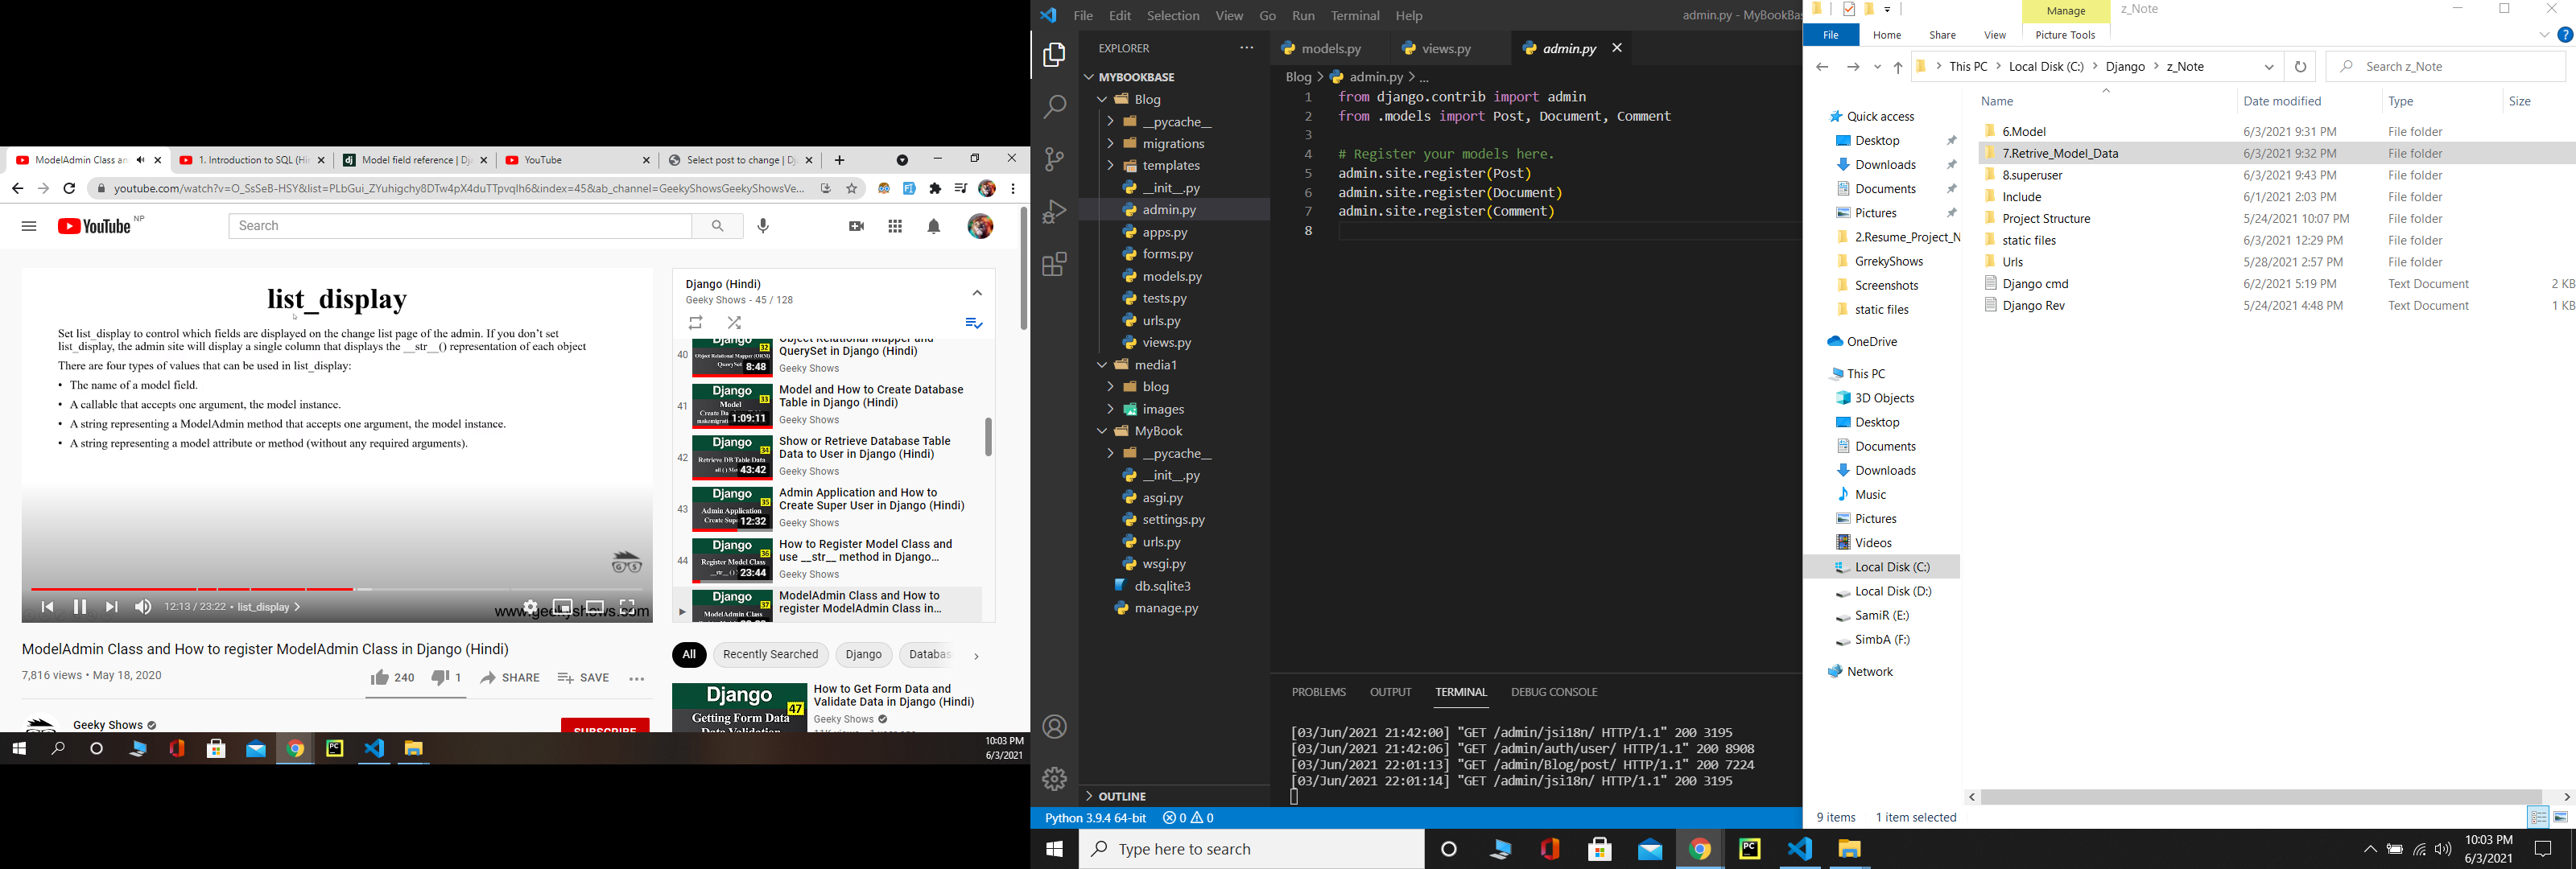 ModelAdmin Class an
1. Introduction to SQL (Hi
Model field reference | Dj
YouTube
Select post to change | Dj
youtube.com/watch?v=O_SsSeB-HSY&list=PLbGui_ZYuhigchy8DTw4pX4duTTpvqlh6&index=45&ab_channel=GeekyShowsGeekyShowsVe...
YouTube NP
Search
list_display
Set list_display to control which fields are displayed on the change list page of the admin. If you don't set
list_display, the admin site will display a single column that displays the __str__() representation of each object
There are four types of values that can be used in list_display:
• The name of a model field.
• A callable that accepts one argument, the model instance.
• A string representing a ModelAdmin method that accepts one argument, the model instance.
• A string representing a model attribute or method (without any required arguments).
12:13 / 23:22 • list_display
www.geekyshows.com
ModelAdmin Class and How to register ModelAdmin Class in Django (Hindi)
7,816 views • May 18, 2020
240
1
SHARE
SAVE
Geeky Shows
SUBSCRIBE
Django (Hindi)
Geeky Shows - 45 / 128
40
8:48
Object Relational Mapper and
QuerySet in Django (Hindi)
Geeky Shows
41
Django
Model
1:09:11
Model and How to Create Database
Table in Django (Hindi)
Geeky Shows
42
Django
Retrieve DB Table Data
43:42
Show or Retrieve Database Table
Data to User in Django (Hindi)
Geeky Shows
43
Django
Admin Application
12:32
Admin Application and How to
Create Super User in Django (Hindi)
Geeky Shows
44
Django
Register Model Class
23:44
How to Register Model Class and
use __str__ method in Django...
Geeky Shows
Django
ModelAdmin Class
ModelAdmin Class and How to
register ModelAdmin Class in...
All
Recently Searched
Django
Databas
Django
47
Getting Form Data
Data Validation
How to Get Form Data and
Validate Data in Django (Hindi)
Geeky Shows
10:03 PM
6/3/2021
File Edit Selection View Go Run Terminal Help
admin.py - MyBookBas
EXPLORER
MYBOOKBASE
Blog
__pycache__
migrations
templates
__init__.py
admin.py
apps.py
forms.py
models.py
tests.py
urls.py
views.py
media1
blog
images
MyBook
__pycache__
__init__.py
asgi.py
settings.py
urls.py
wsgi.py
db.sqlite3
manage.py
OUTLINE
models.py
views.py
admin.py
Blog > admin.py > ...
1 from django.contrib import admin
2 from .models import Post, Document, Comment
3
4 # Register your models here.
5 admin.site.register(Post)
6 admin.site.register(Document)
7 admin.site.register(Comment)
8
PROBLEMS OUTPUT TERMINAL DEBUG CONSOLE
[03/Jun/2021 21:42:00] "GET /admin/jsi18n/ HTTP/1.1" 200 3195
[03/Jun/2021 21:42:06] "GET /admin/auth/user/ HTTP/1.1" 200 8908
[03/Jun/2021 22:01:13] "GET /admin/Blog/post/ HTTP/1.1" 200 7224
[03/Jun/2021 22:01:14] "GET /admin/jsi18n/ HTTP/1.1" 200 3195
Python 3.9.4 64-bit 0 0
Type here to search
Manage
z_Note
File Home Share View Picture Tools
This PC > Local Disk (C:) > Django > z_Note
Search z_Note
Quick access
Desktop
Downloads
Documents
Pictures
2.Resume_Project_N
GrrekyShows
Screenshots
static files
OneDrive
This PC
3D Objects
Desktop
Documents
Downloads
Music
Pictures
Videos
Local Disk (C:)
Local Disk (D:)
SamiR (E:)
SimbA (F:)
Network
Name Date modified Type Size
6.Model 6/3/2021 9:31 PM File folder
7.Retrive_Model_Data 6/3/2021 9:32 PM File folder
8.superuser 6/3/2021 9:43 PM File folder
Include 6/1/2021 2:03 PM File folder
Project Structure 5/24/2021 10:07 PM File folder
static files 6/3/2021 12:29 PM File folder
Urls 5/28/2021 2:57 PM File folder
Django cmd 6/2/2021 5:19 PM Text Document 2 KB
Django Rev 5/24/2021 4:48 PM Text Document 1 KB
9 items 1 item selected
10:03 PM
6/3/2021